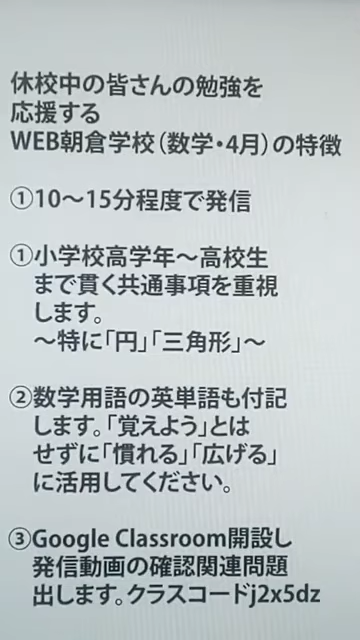 休校中の皆さんの勉強を
応援する
WEB朝倉学校（数学・4月）の特徴
①10～15分程度で発信
①小学校高学年～高校生
まで貫く共通事項を重視
します。
～特に「円」「三角形」～
②数学用語の英単語も付記
します。「覚えよう」とは
せずに「慣れる」「広げる」
に活用してください。
③Google Classroom開設し
発信動画の確認関連問題
出します。クラスコードj2x5dz